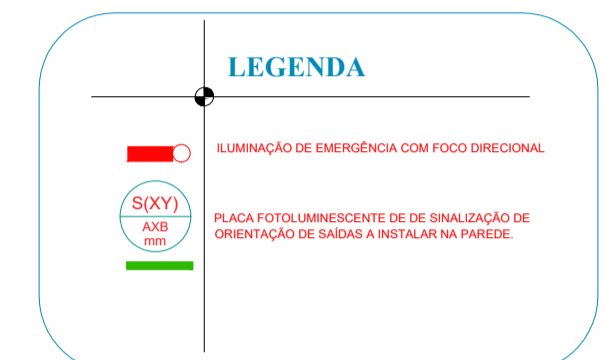 LEGENDA
ILUMINAÇÃO DE EMERGÊNCIA COM FOCO DIRECIONAL
S(XY)
AXB
mm
PLACA FOTOLUMINESCENTE DE DE SINALIZAÇÃO DE
ORIENTAÇÃO DE SAÍDAS A INSTALAR NA PAREDE.